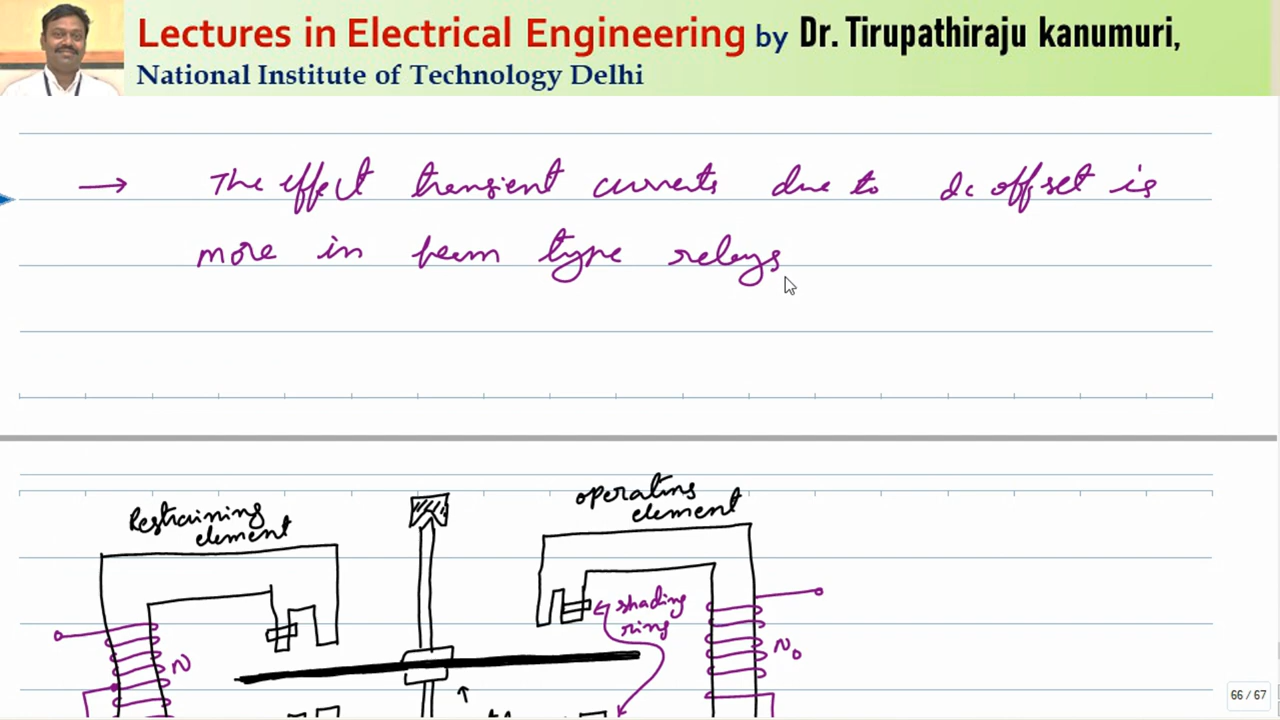 Lectures in Electrical Engineering by Dr. Tirupathiraju kanumuri,
National Institute of Technology Delhi
→ The effect transient currents due to dc offset is
more in beam type relays
Restraining
element
operating
element
shading
ring
N
No
66 / 67